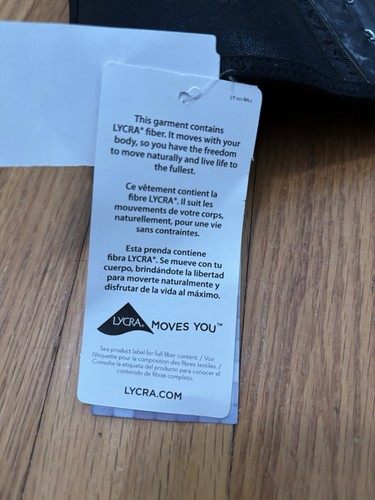 This garment contains
LYCRA® fiber. It moves with your
body, so you have the freedom
to move naturally and live life to
the fullest.
Ce vêtement contient la
fibre LYCRA®. Il suit les
mouvements de votre corps,
naturellement, pour une vie
sans contraintes.
Esta prenda contiene
fibra LYCRA®. Se mueve con tu
cuerpo, brindándote la libertad
para moverte naturalmente y
disfrutar de la vida al máximo.
LYCRA® MOVES YOU™
See product label for full fiber content. / Voir
l'étiquette pour la composition des fibres textiles. /
Consulte la etiqueta del producto para conocer el
contenido de fibras completo.
LYCRA.COM